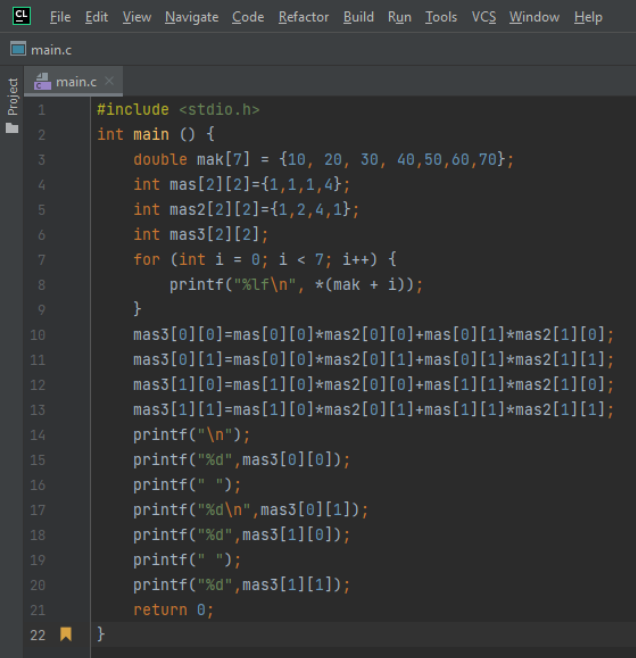 CL File Edit View Navigate Code Refactor Build Run Tools VCS Window Help
main.c
Project
main.c
1 #include <stdio.h>
2 int main () {
3     double mak[7] = {10, 20, 30, 40,50,60,70};
4     int mas[2][2]={1,1,1,4};
5     int mas2[2][2]={1,2,4,1};
6     int mas3[2][2];
7     for (int i = 0; i < 7; i++) {
8         printf("%lf\n", *(mak + i));
9     }
10     mas3[0][0]=mas[0][0]*mas2[0][0]+mas[0][1]*mas2[1][0];
11     mas3[0][1]=mas[0][0]*mas2[0][1]+mas[0][1]*mas2[1][1];
12     mas3[1][0]=mas[1][0]*mas2[0][0]+mas[1][1]*mas2[1][0];
13     mas3[1][1]=mas[1][0]*mas2[0][1]+mas[1][1]*mas2[1][1];
14     printf("\n");
15     printf("%d",mas3[0][0]);
16     printf(" ");
17     printf("%d\n",mas3[0][1]);
18     printf("%d",mas3[1][0]);
19     printf(" ");
20     printf("%d",mas3[1][1]);
21     return 0;
22 }